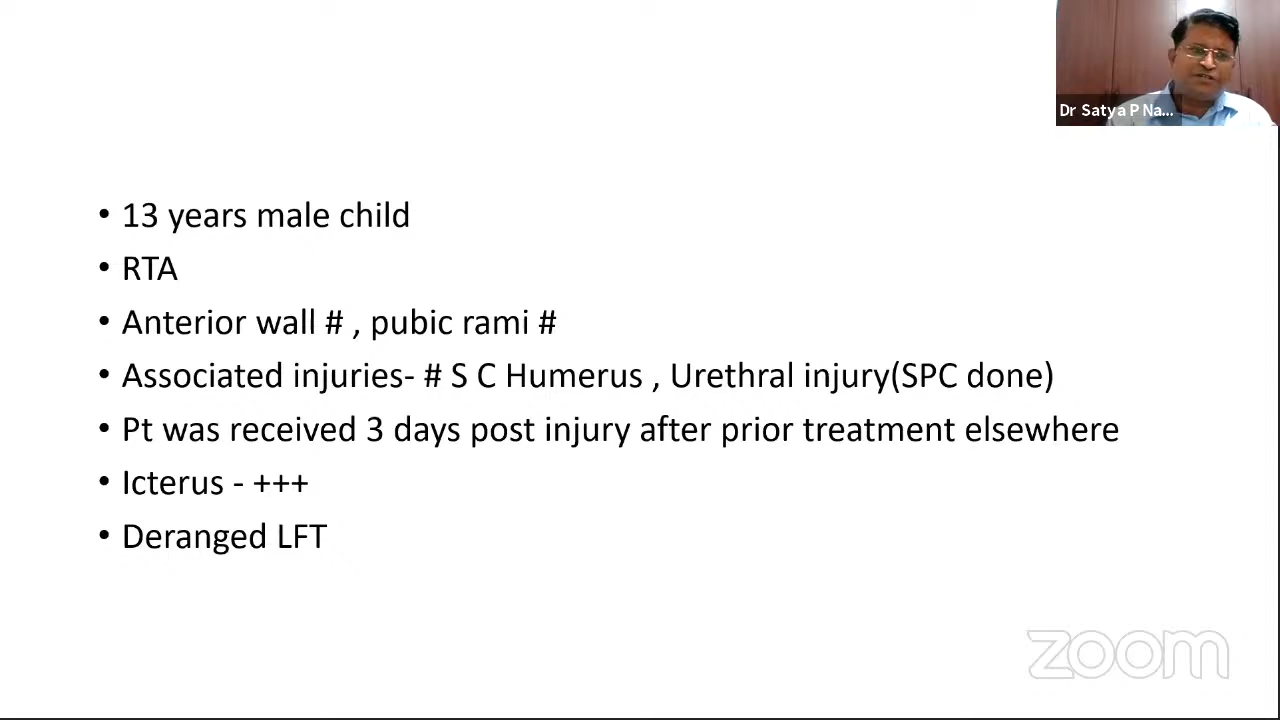 Dr Satya P Na...
• 13 years male child
• RTA
• Anterior wall # , pubic rami #
• Associated injuries- # S C Humerus , Urethral injury(SPC done)
• Pt was received 3 days post injury after prior treatment elsewhere
• Icterus - +++
• Deranged LFT
zoom